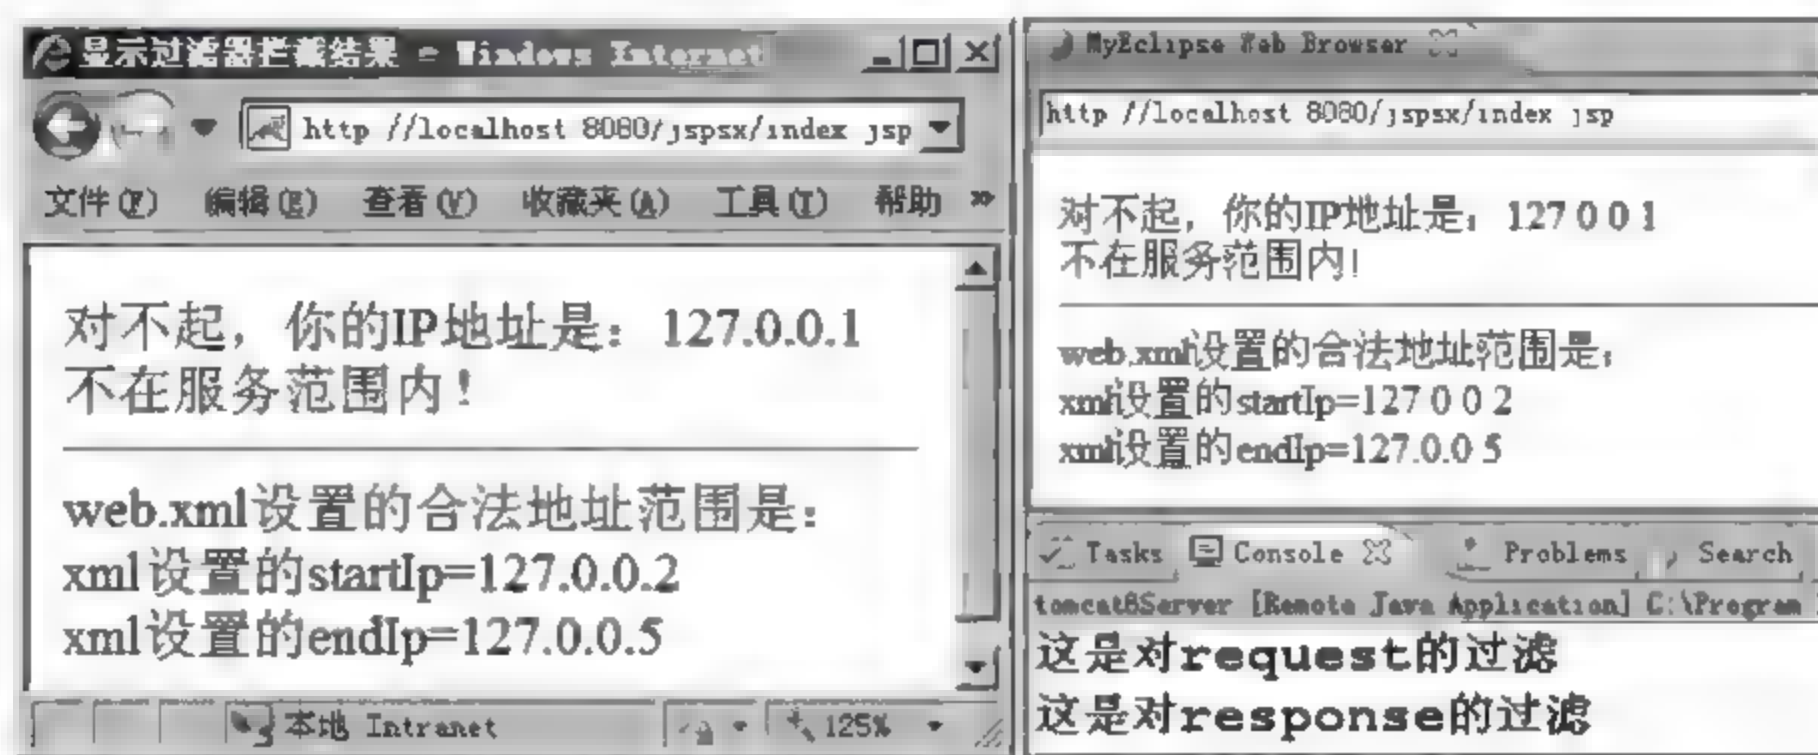 显示过滤器拦截结果 - Windows Internet
http //localhost 8080/jspsx/index jsp
文件(F) 编辑(E) 查看(V) 收藏夹(A) 工具(T) 帮助 »
对不起，你的IP地址是：127.0.0.1
不在服务范围内！
web.xml设置的合法地址范围是：
xml设置的startIp=127.0.0.2
xml设置的endIp=127.0.0.5
本地 Intranet 125%
MyEclipse Web Browser
http //localhost 8080/jspsx/index jsp
对不起，你的IP地址是：127 0 0 1
不在服务范围内！
web.xml设置的合法地址范围是：
xml设置的startIp=127 0 0 2
xml设置的endIp=127.0.0 5
Tasks Console Problems Search
tomcat6Server [Remote Java Application] C:\Program
这是对request的过滤
这是对response的过滤